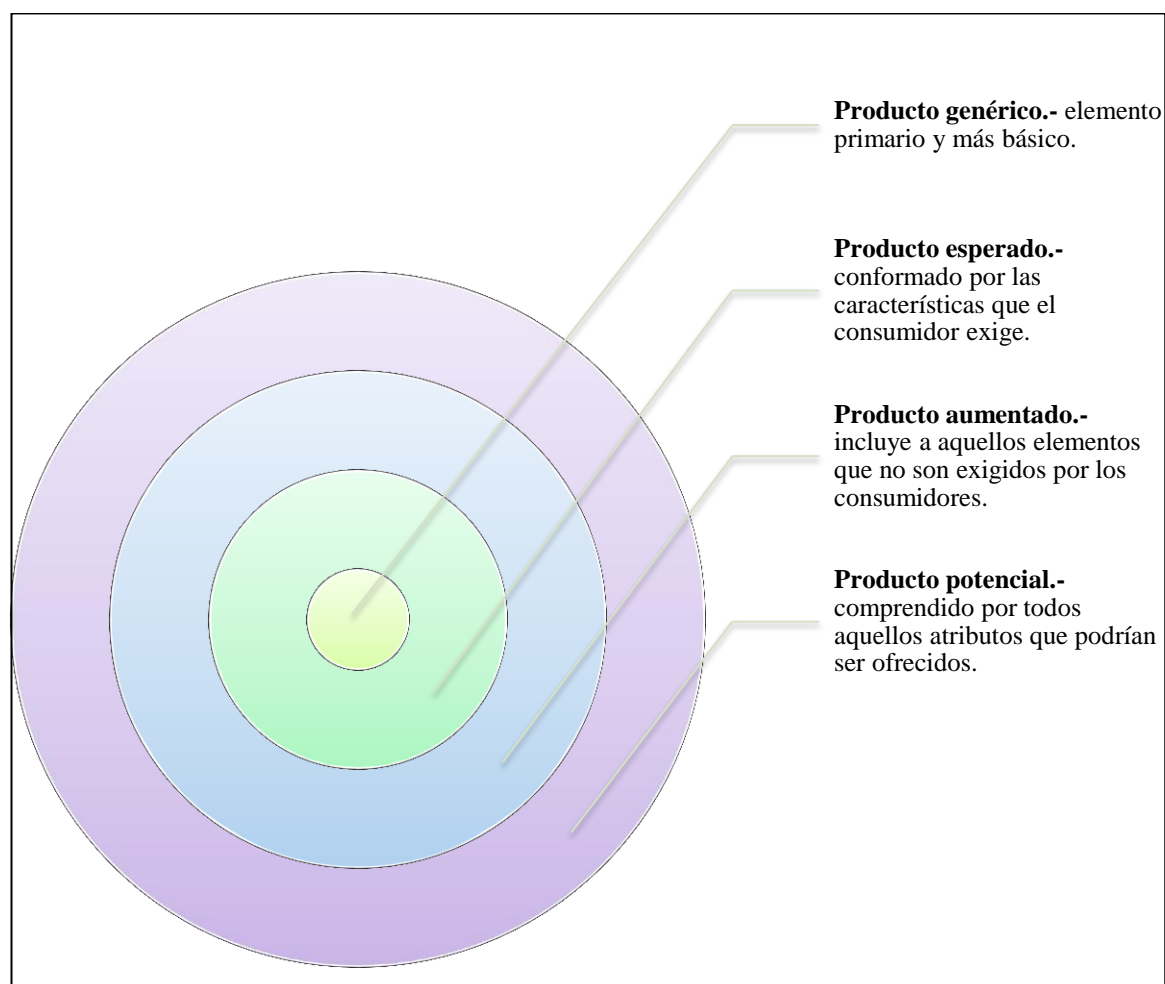 Producto genérico.- elemento
primario y más básico.
Producto esperado.-
conformado por las
características que el
consumidor exige.
Producto aumentado.-
incluye a aquellos elementos
que no son exigidos por los
consumidores.
Producto potencial.-
comprendido por todos
aquellos atributos que podrían
ser ofrecidos.